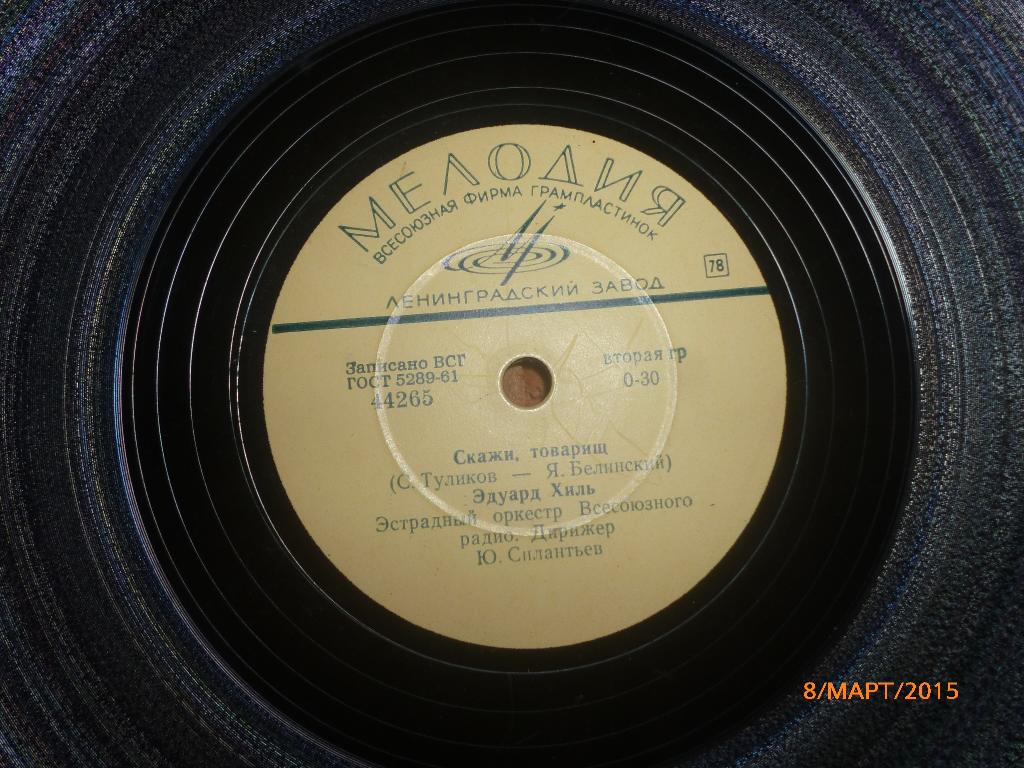 МЕЛОДИЯ
ВСЕСОЮЗНАЯ ФИРМА ГРАМПЛАСТИНОК
78
ЛЕНИНГРАДСКИЙ ЗАВОД
Записано ВСГ вторая гр
ГОСТ 5289-61 0-30
44265
Скажи, товарищ
(С. Туликов — Я. Белинский)
Эдуард Хиль
Эстрадный оркестр Всесоюзного
радио. Дирижер
Ю. Силантьев
8/МАРТ/2015